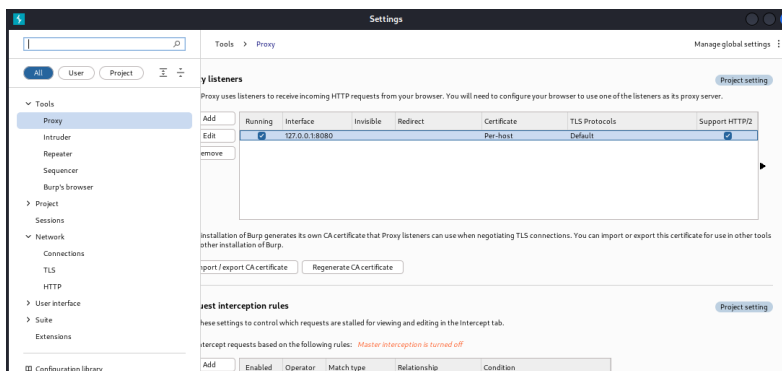 Settings
Tools > Proxy
Manage global settings
All User Project
y listeners
Project setting
Proxy uses listeners to receive incoming HTTP requests from your browser. You will need to configure your browser to use one of the listeners as its proxy server.
Tools
Proxy
Intruder
Repeater
Sequencer
Burp's browser
Project
Sessions
Network
Connections
TLS
HTTP
User interface
Suite
Extensions
Configuration library
Add
Edit
emove
Running Interface Invisible Redirect Certificate TLS Protocols Support HTTP/2
127.0.0.1:8080 Per-host Default
installation of Burp generates its own CA certificate that Proxy listeners can use when negotiating TLS connections. You can import or export this certificate for use in other tools
other installation of Burp.
port / export CA certificate Regenerate CA certificate
uest interception rules
Project setting
hese settings to control which requests are stalled for viewing and editing in the Intercept tab.
ntercept requests based on the following rules: Master interception is turned off
Add
Enabled Operator Match type Relationship Condition